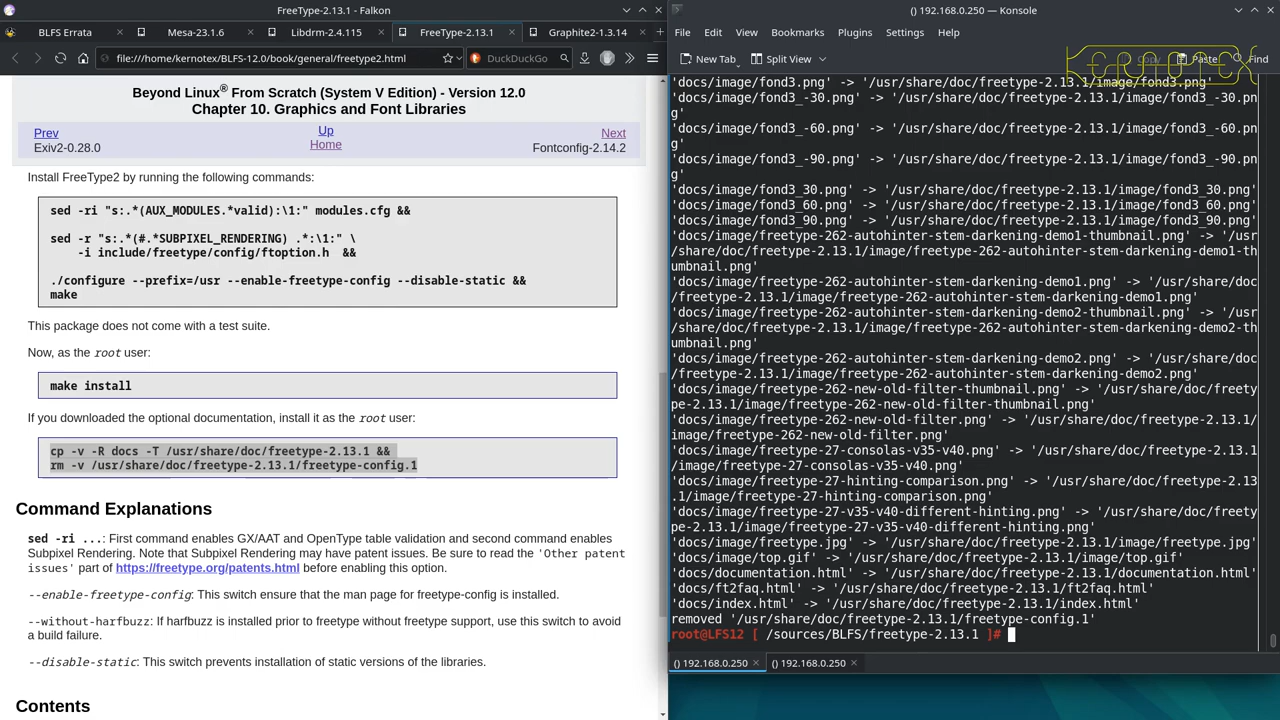 FreeType-2.13.1 - Falkon
BLFS Errata
Mesa-23.1.6
Libdrm-2.4.115
FreeType-2.13.1
Graphite2-1.3.14
file:///home/kernotex/BLFS-12.0/book/general/freetype2.html
DuckDuckGo
Beyond Linux® From Scratch (System V Edition) - Version 12.0
Chapter 10. Graphics and Font Libraries
Prev
Up
Next
Exiv2-0.28.0
Home
Fontconfig-2.14.2
Install FreeType2 by running the following commands:
sed -ri "s:.*(AUX_MODULES.*valid):\1:" modules.cfg &&
sed -r "s:.*(#.*SUBPIXEL_RENDERING) .*:\1:" \
-i include/freetype/config/ftoption.h  &&
./configure --prefix=/usr --enable-freetype-config --disable-static &&
make
This package does not come with a test suite.
Now, as the root user:
make install
If you downloaded the optional documentation, install it as the root user:
cp -v -R docs -T /usr/share/doc/freetype-2.13.1 &&
rm -v /usr/share/doc/freetype-2.13.1/freetype-config.1
Command Explanations
sed -ri ...: First command enables GX/AAT and OpenType table validation and second command enables
Subpixel Rendering. Note that Subpixel Rendering may have patent issues. Be sure to read the 'Other patent
issues' part of https://freetype.org/patents.html before enabling this option.
--enable-freetype-config: This switch ensure that the man page for freetype-config is installed.
--without-harfbuzz: If harfbuzz is installed prior to freetype without freetype support, use this switch to avoid
a build failure.
--disable-static: This switch prevents installation of static versions of the libraries.
Contents
() 192.168.0.250 — Konsole
File
Edit
View
Bookmarks
Plugins
Settings
Help
New Tab
Split View
Copy
Paste
Find
KERNOTEX
'docs/image/fond3.png' -> '/usr/share/doc/freetype-2.13.1/image/fond3.png'
'docs/image/fond3_-30.png' -> '/usr/share/doc/freetype-2.13.1/image/fond3_-30.pn
g'
'docs/image/fond3_-60.png' -> '/usr/share/doc/freetype-2.13.1/image/fond3_-60.pn
g'
'docs/image/fond3_-90.png' -> '/usr/share/doc/freetype-2.13.1/image/fond3_-90.pn
g'
'docs/image/fond3_30.png' -> '/usr/share/doc/freetype-2.13.1/image/fond3_30.png'
'docs/image/fond3_60.png' -> '/usr/share/doc/freetype-2.13.1/image/fond3_60.png'
'docs/image/fond3_90.png' -> '/usr/share/doc/freetype-2.13.1/image/fond3_90.png'
'docs/image/freetype-262-autohinter-stem-darkening-demo1-thumbnail.png' -> '/usr
/share/doc/freetype-2.13.1/image/freetype-262-autohinter-stem-darkening-demo1-th
umbnail.png'
'docs/image/freetype-262-autohinter-stem-darkening-demo1.png' -> '/usr/share/doc
/freetype-2.13.1/image/freetype-262-autohinter-stem-darkening-demo1.png'
'docs/image/freetype-262-autohinter-stem-darkening-demo2-thumbnail.png' -> '/usr
/share/doc/freetype-2.13.1/image/freetype-262-autohinter-stem-darkening-demo2-th
umbnail.png'
'docs/image/freetype-262-autohinter-stem-darkening-demo2.png' -> '/usr/share/doc
/freetype-2.13.1/image/freetype-262-autohinter-stem-darkening-demo2.png'
'docs/image/freetype-262-new-old-filter-thumbnail.png' -> '/usr/share/doc/freety
pe-2.13.1/image/freetype-262-new-old-filter-thumbnail.png'
'docs/image/freetype-262-new-old-filter.png' -> '/usr/share/doc/freetype-2.13.1/
image/freetype-262-new-old-filter.png'
'docs/image/freetype-27-consolas-v35-v40.png' -> '/usr/share/doc/freetype-2.13.1
/image/freetype-27-consolas-v35-v40.png'
'docs/image/freetype-27-hinting-comparison.png' -> '/usr/share/doc/freetype-2.13
.1/image/freetype-27-hinting-comparison.png'
'docs/image/freetype-27-v35-v40-different-hinting.png' -> '/usr/share/doc/freety
pe-2.13.1/image/freetype-27-v35-v40-different-hinting.png'
'docs/image/freetype.jpg' -> '/usr/share/doc/freetype-2.13.1/image/freetype.jpg'
'docs/image/top.gif' -> '/usr/share/doc/freetype-2.13.1/image/top.gif'
'docs/documentation.html' -> '/usr/share/doc/freetype-2.13.1/documentation.html'
'docs/ft2faq.html' -> '/usr/share/doc/freetype-2.13.1/ft2faq.html'
'docs/index.html' -> '/usr/share/doc/freetype-2.13.1/index.html'
removed '/usr/share/doc/freetype-2.13.1/freetype-config.1'
root@LFS12 [ /sources/BLFS/freetype-2.13.1 ]#
() 192.168.0.250
() 192.168.0.250